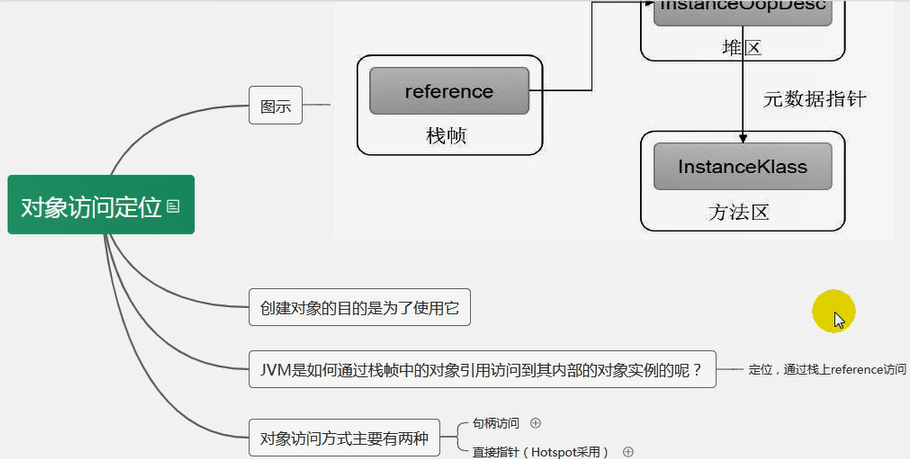 InstanceOopDesc
堆区
reference
栈帧
元数据指针
InstanceKlass
方法区
图示
对象访问定位
创建对象的目的是为了使用它
JVM是如何通过栈帧中的对象引用访问到其内部的对象实例的呢？
定位，通过栈上reference访问
对象访问方式主要有两种
句柄访问
直接指针（Hotspot采用）